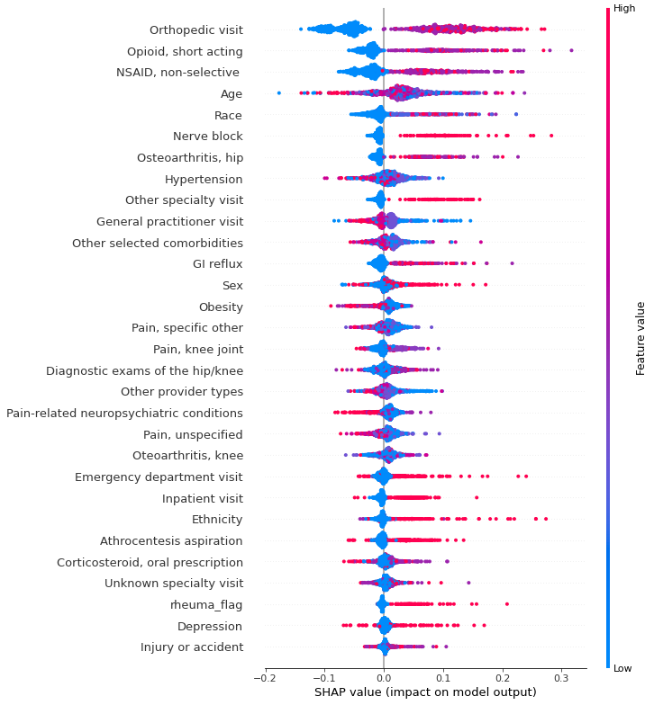 High
Orthopedic visit
Opioid, short acting
NSAID, non-selective
Age
Race
Nerve block
Osteoarthritis, hip
Hypertension
Other specialty visit
General practitioner visit
Other selected comorbidities
GI reflux
Sex
Obesity
Pain, specific other
Pain, knee joint
Diagnostic exams of the hip/knee
Other provider types
Pain-related neuropsychiatric conditions
Pain, unspecified
Oteoarthritis, knee
Emergency department visit
Inpatient visit
Ethnicity
Athrocentesis aspiration
Corticosteroid, oral prescription
Unknown specialty visit
rheuma_flag
Depression
Injury or accident
Feature value
Low
−0.2 −0.1 0.0 0.1 0.2 0.3
SHAP value (impact on model output)